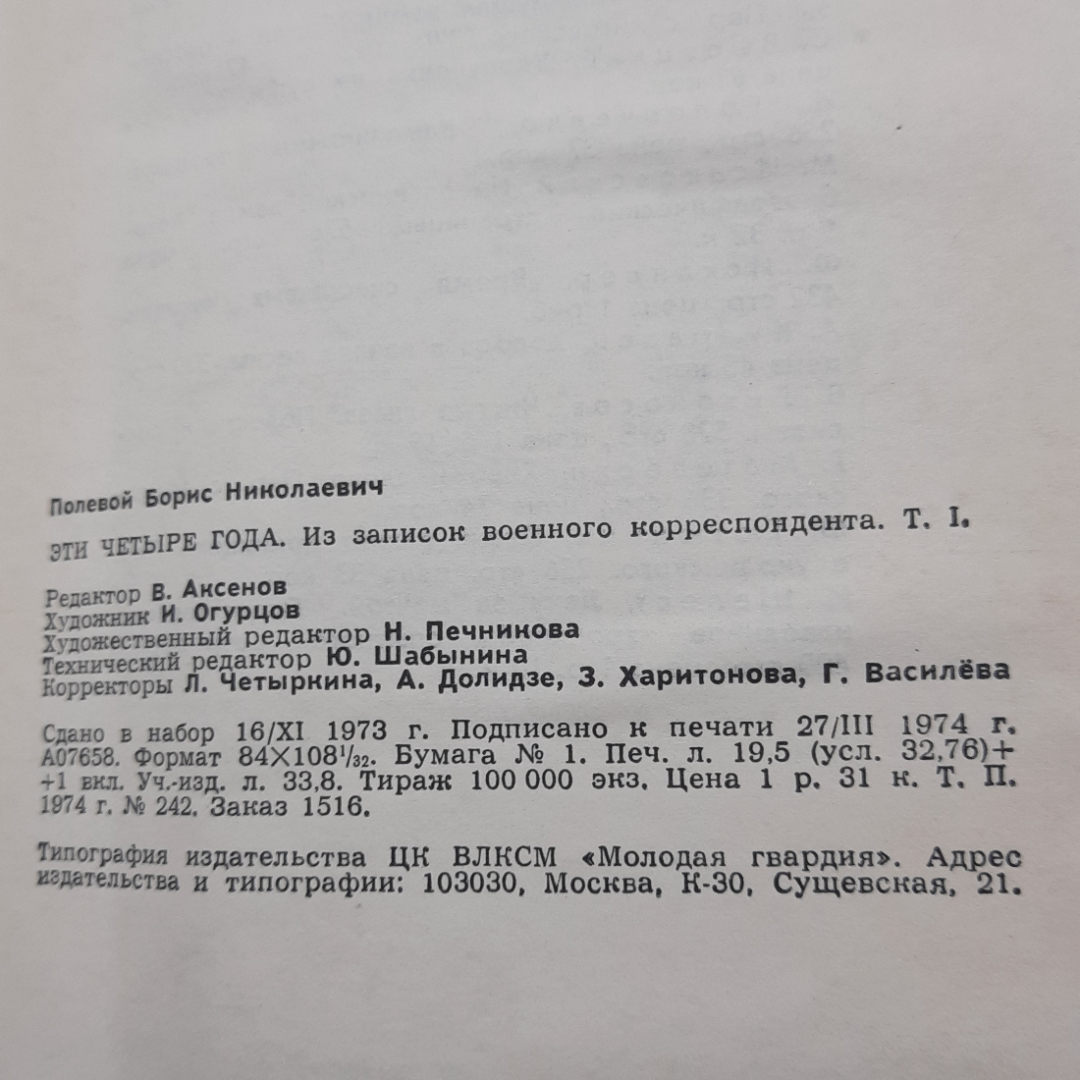 Полевой Борис Николаевич
ЭТИ ЧЕТЫРЕ ГОДА. Из записок военного корреспондента. Т. I.
Редактор В. Аксенов
Художник И. Огурцов
Художественный редактор Н. Печникова
Технический редактор Ю. Шабынина
Корректоры Л. Четыркина, А. Долидзе, З. Харитонова, Г. Василёва
Сдано в набор 16/XI 1973 г. Подписано к печати 27/III 1974 г.
А07658. Формат 84×108¹/₃₂. Бумага № 1. Печ. л. 19,5 (усл. 32,76)+
+1 вкл. Уч.-изд. л. 33,8. Тираж 100 000 экз. Цена 1 р. 31 к. Т. П.
1974 г. № 242. Заказ 1516.
Типография издательства ЦК ВЛКСМ «Молодая гвардия». Адрес
издательства и типографии: 103030, Москва, К-30, Сущевская, 21.